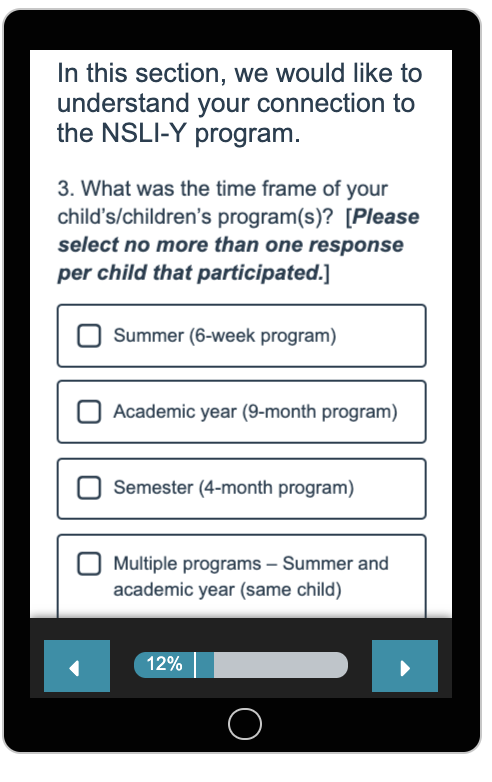 In this section, we would like to
understand your connection to
the NSLI-Y program.
3. What was the time frame of your
child’s/children’s program(s)?  [Please
select no more than one response
per child that participated.]
Summer (6-week program)
Academic year (9-month program)
Semester (4-month program)
Multiple programs – Summer and
academic year (same child)
12%